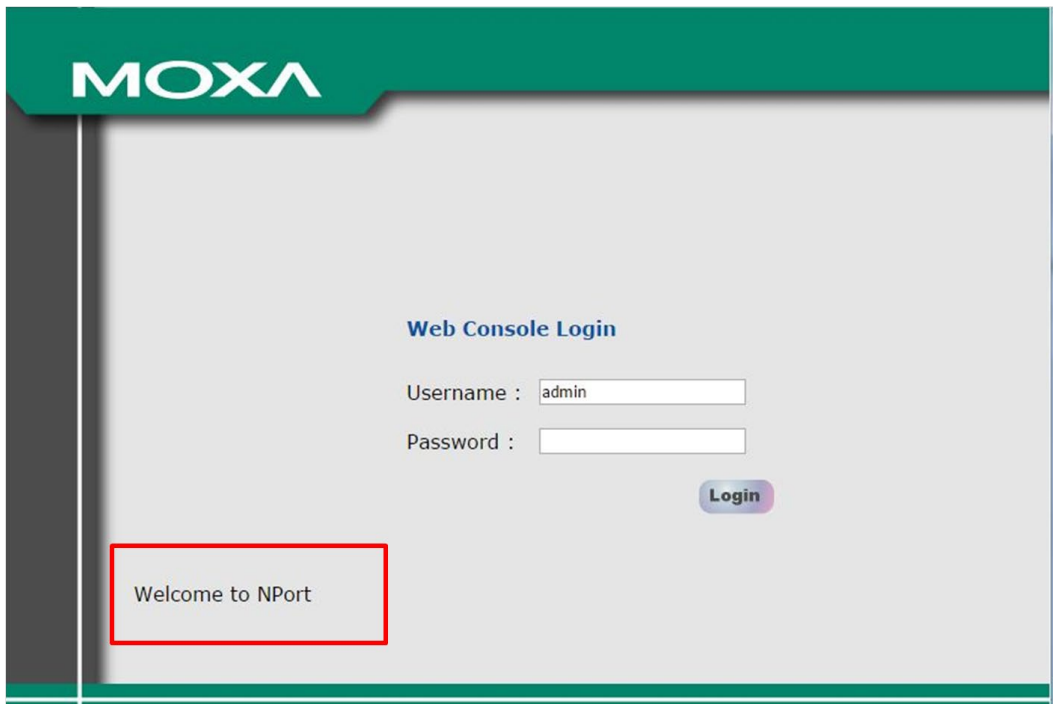 MOXA
Web Console Login
Username : admin
Password :
Login
Welcome to NPort